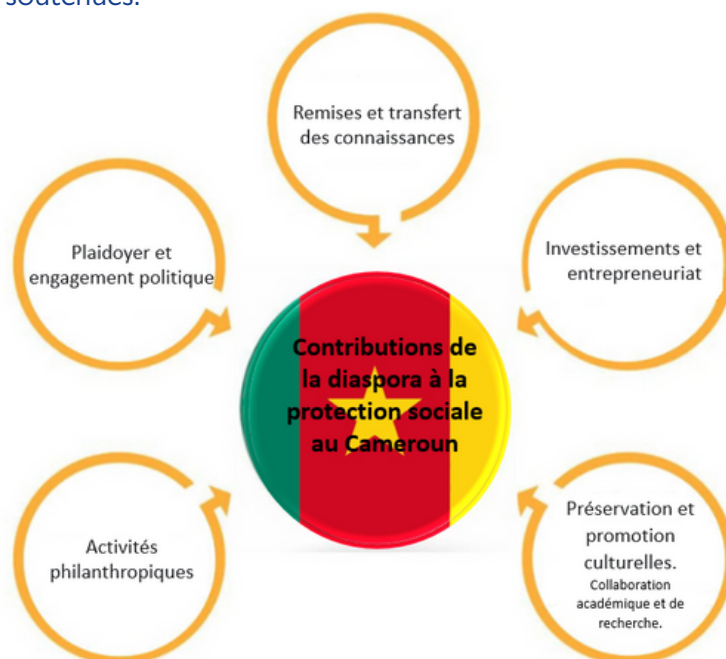 soutenues.
Remises et transfert
des connaissances
Plaidoyer et
engagement politique
Investissements et
entrepreneuriat
Contributions de
la diaspora à la
protection sociale
au Cameroun
Activités
philanthropiques
Préservation et
promotion
culturelles.
Collaboration
académique et de
recherche.